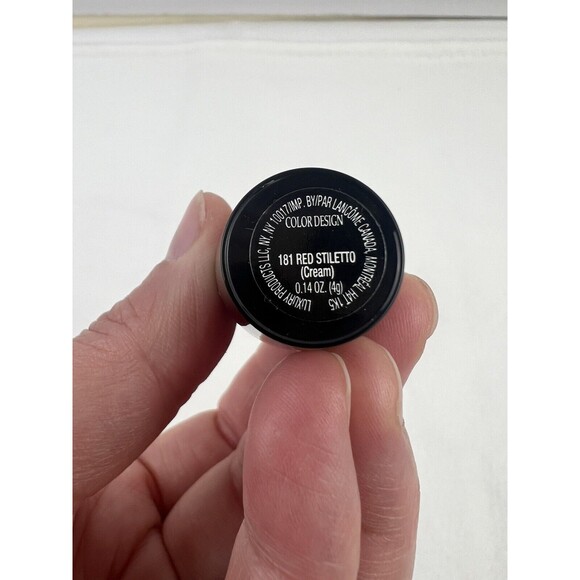 LUXURY PRODUCTS LLC, NY, NY 10017/IMP. BY/PAR LANCÔME CANADA, MONTRÉAL H4T 1K5
COLOR DESIGN
181 RED STILETTO
(Cream)
0.14 OZ. (4g)